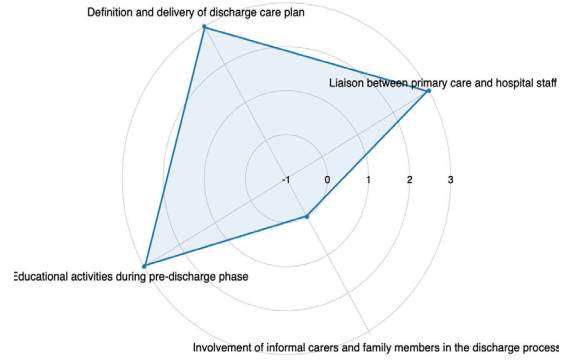 Definition and delivery of discharge care plan
Liaison between primary care and hospital staff
-1 0 1 2 3
Educational activities during pre-discharge phase
Involvement of informal carers and family members in the discharge process